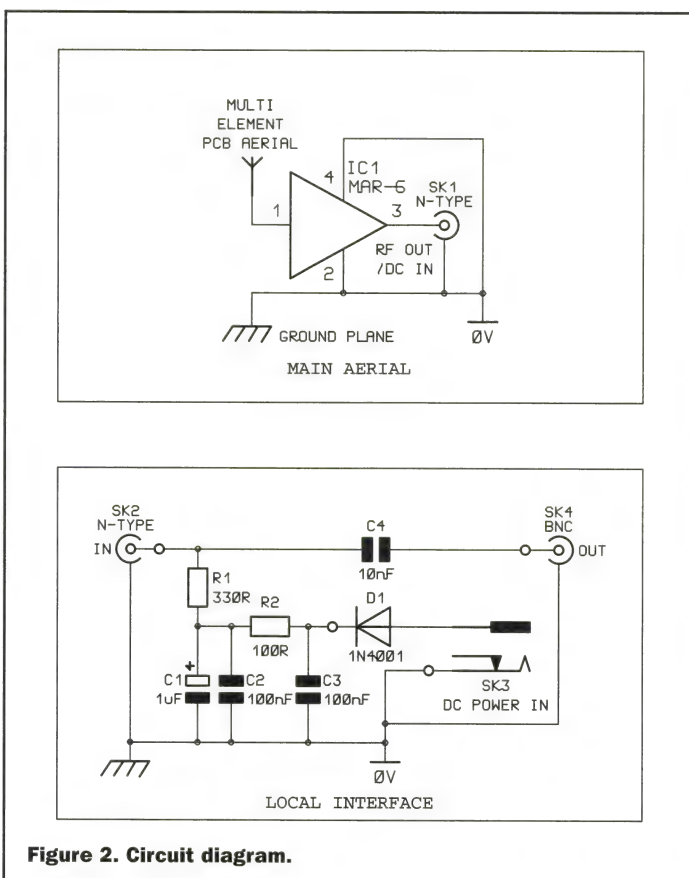 MULTI
ELEMENT
PCB AERIAL
IC1
MAR-6
4
1
3
2
SK1
N-TYPE
RF OUT
/DC IN
GROUND PLANE
0V
MAIN AERIAL
SK2
N-TYPE
IN
C4
10nF
SK4
BNC
OUT
R1
330R
R2
100R
D1
1N4001
+
C1
1uF
C2
100nF
C3
100nF
SK3
DC POWER IN
0V
LOCAL INTERFACE
Figure 2. Circuit diagram.